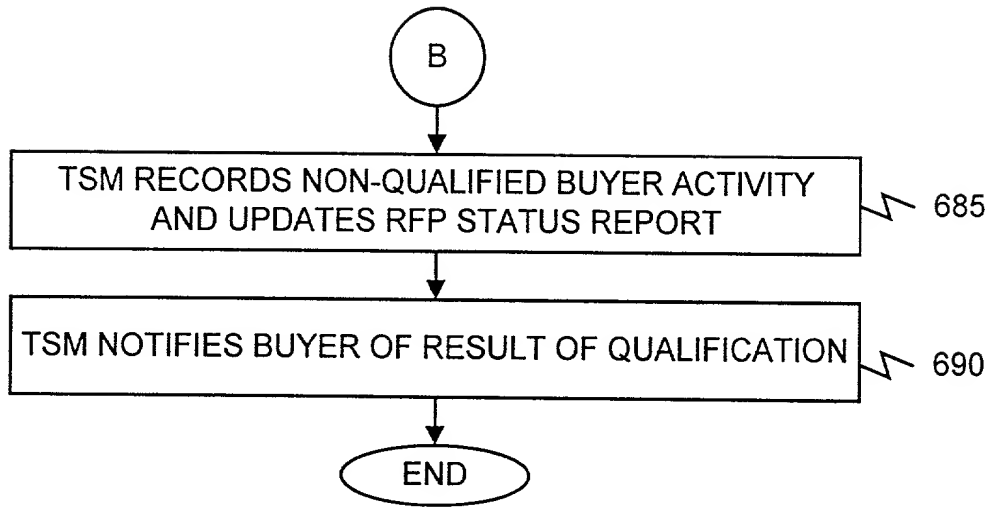 B
TSM RECORDS NON-QUALIFIED BUYER ACTIVITY
AND UPDATES RFP STATUS REPORT
685
TSM NOTIFIES BUYER OF RESULT OF QUALIFICATION
690
END